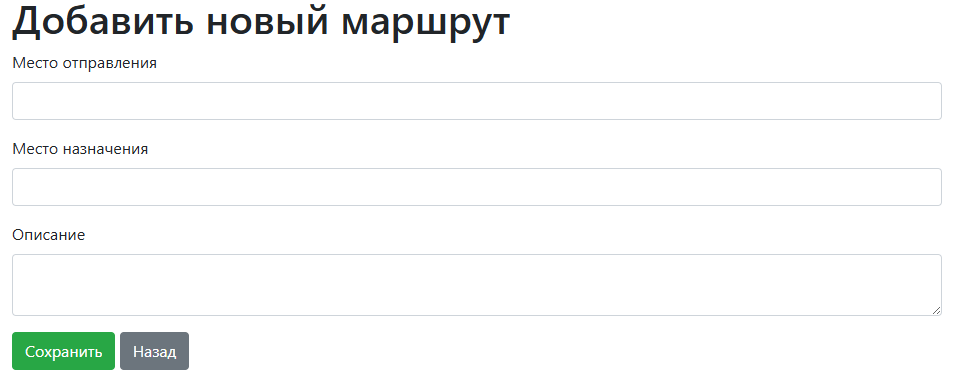 Добавить новый маршрут
Место отправления
Место назначения
Описание
Сохранить Назад